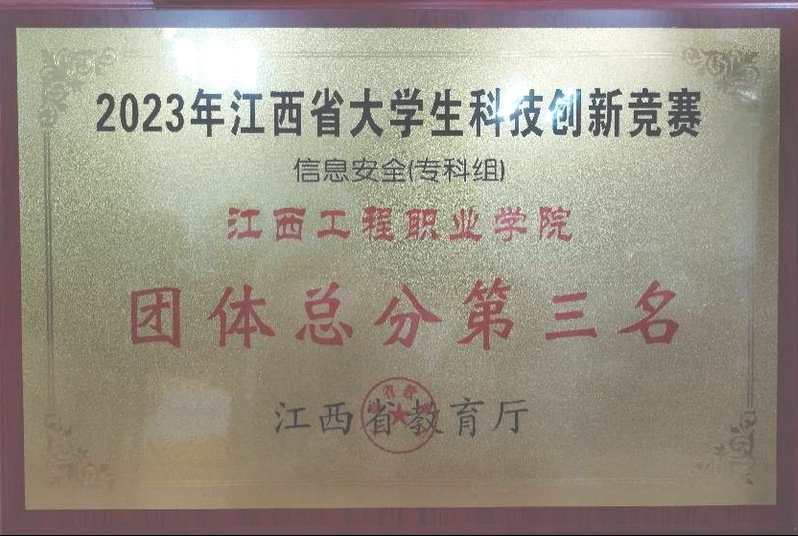 2023年江西省大学生科技创新竞赛
信息安全(专科组)
江西工程职业学院
团体总分第三名
江西省教育厅